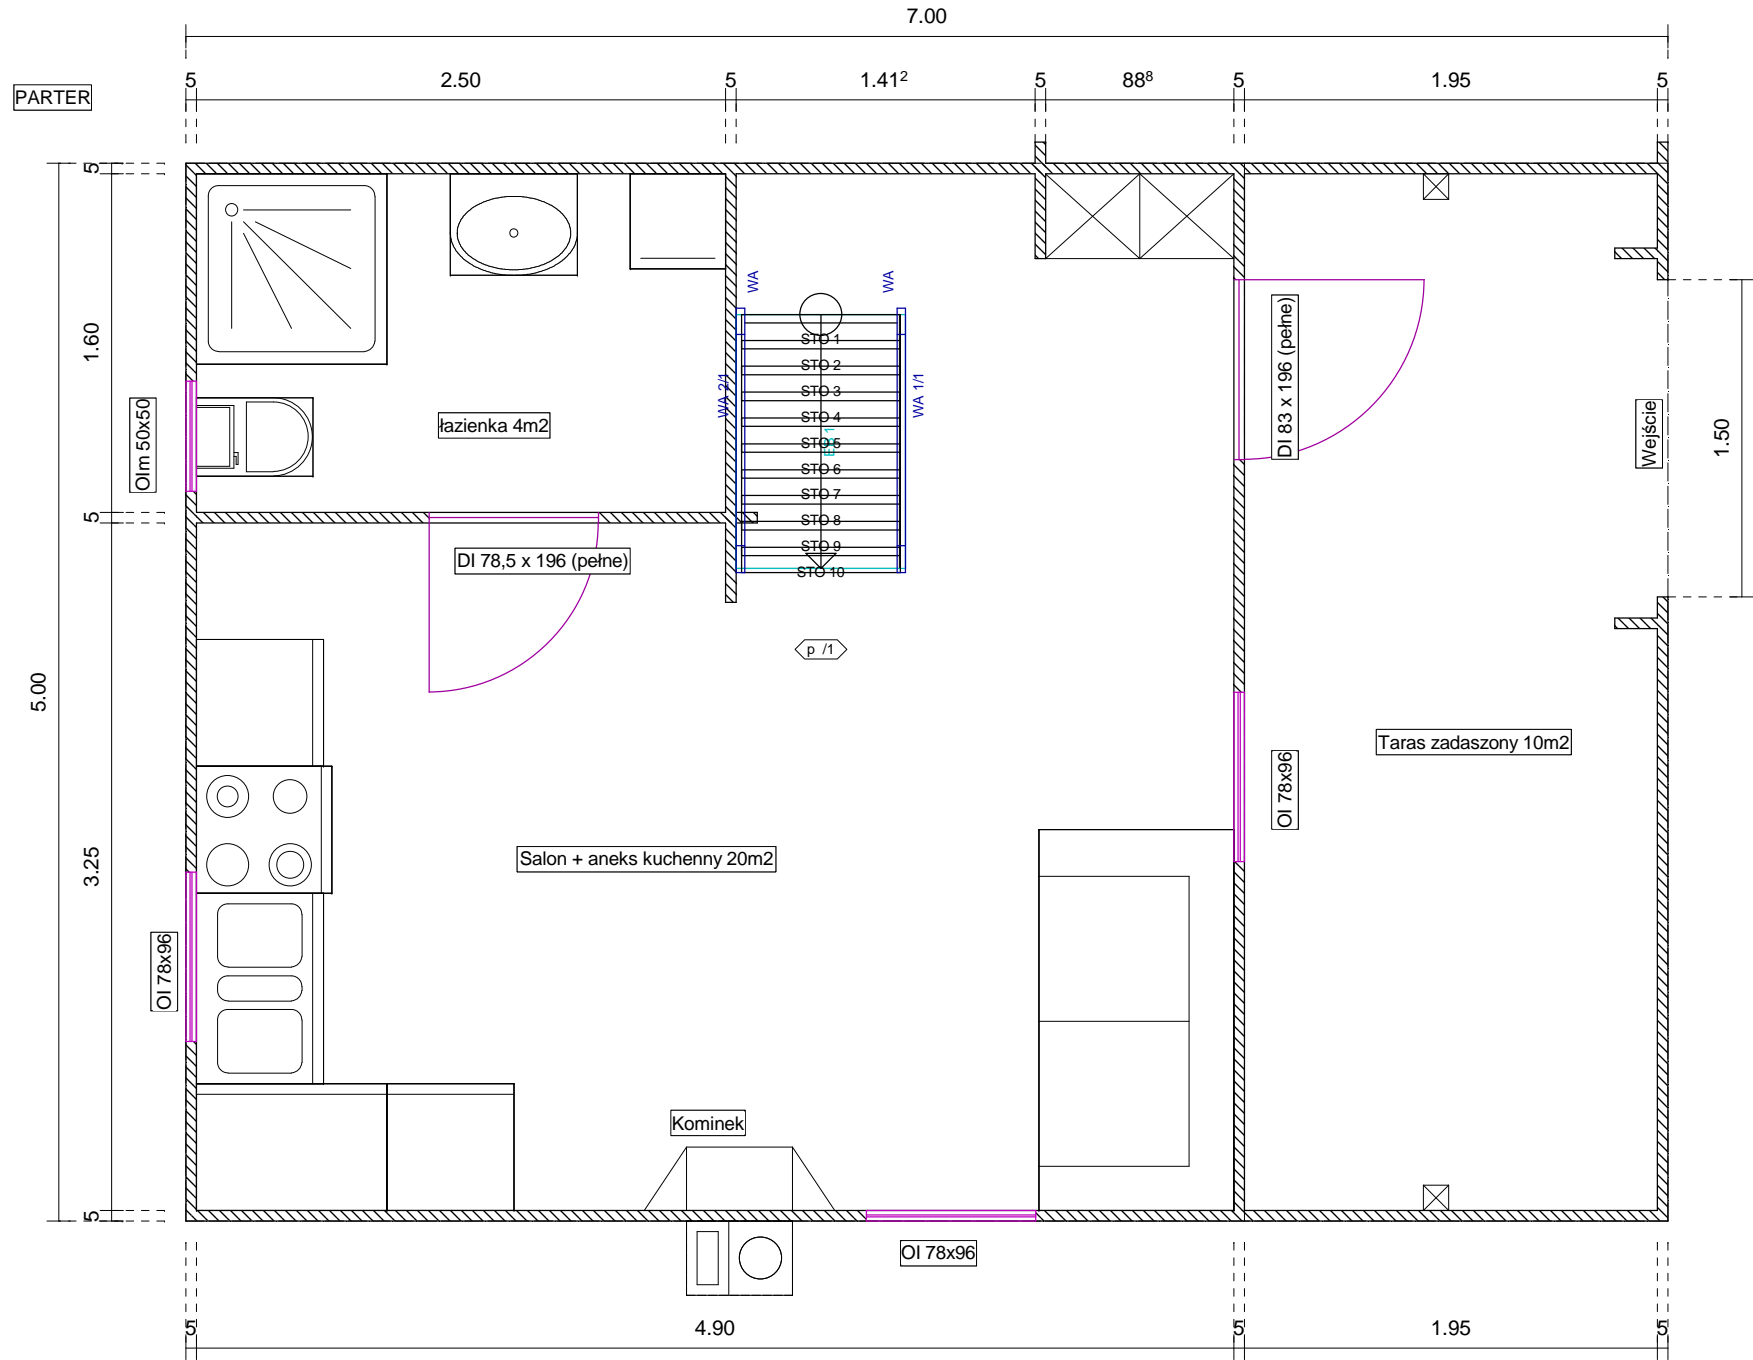 7.00
5 2.50 5 1.41² 5 88⁸ 5 1.95 5
PARTER
5
1.60
5
5.00
3.25
5
WA WA
STO 1
STO 2
STO 3
STO 4
STO 5
STO 6
STO 7
STO 8
STO 9
STO 10
WA 2/1
WA 1/1
DI 83 x 196 (pełne)
Wejście
1.50
OIm 50x50
łazienka 4m2
DI 78,5 x 196 (pełne)
p /1
Taras zadaszony 10m2
OI 78x96
Salon + aneks kuchenny 20m2
OI 78x96
Kominek
OI 78x96
5 4.90 5 1.95 5